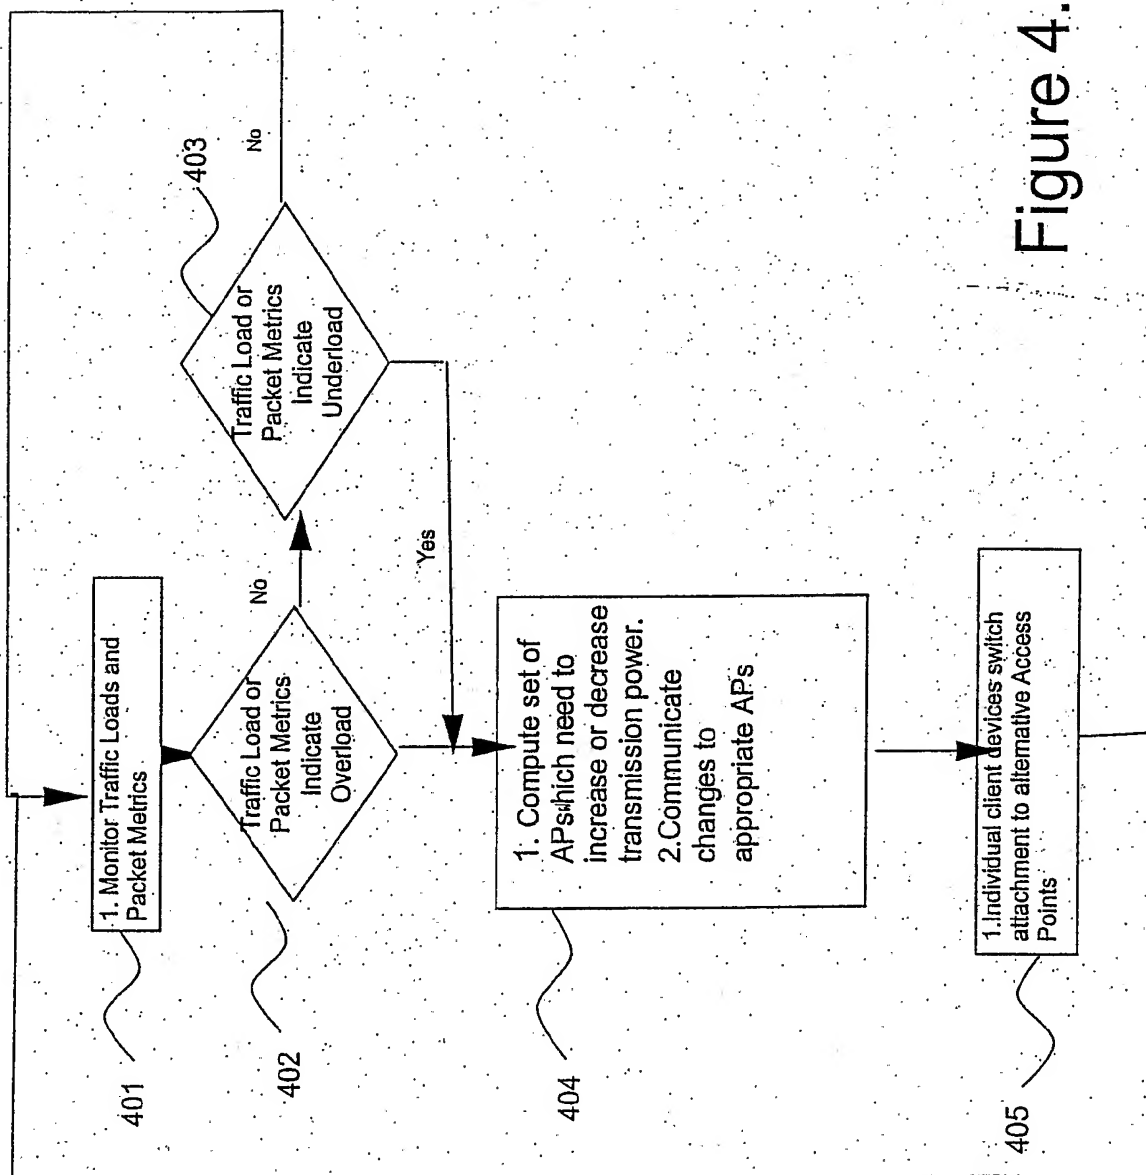 401
1. Monitor Traffic Loads and
Packet Metrics
402
Traffic Load or
Packet Metrics
Indicate
Overload
No
403
Traffic Load or
Packet Metrics
Indicate
Underload
No
Yes
404
1. Compute set of
APs which need to
increase or decrease
transmission power.
2.Communicate
changes to
appropriate APs
405
1.Individual client devices switch
attachment to alternative Access
Points
Figure 4.